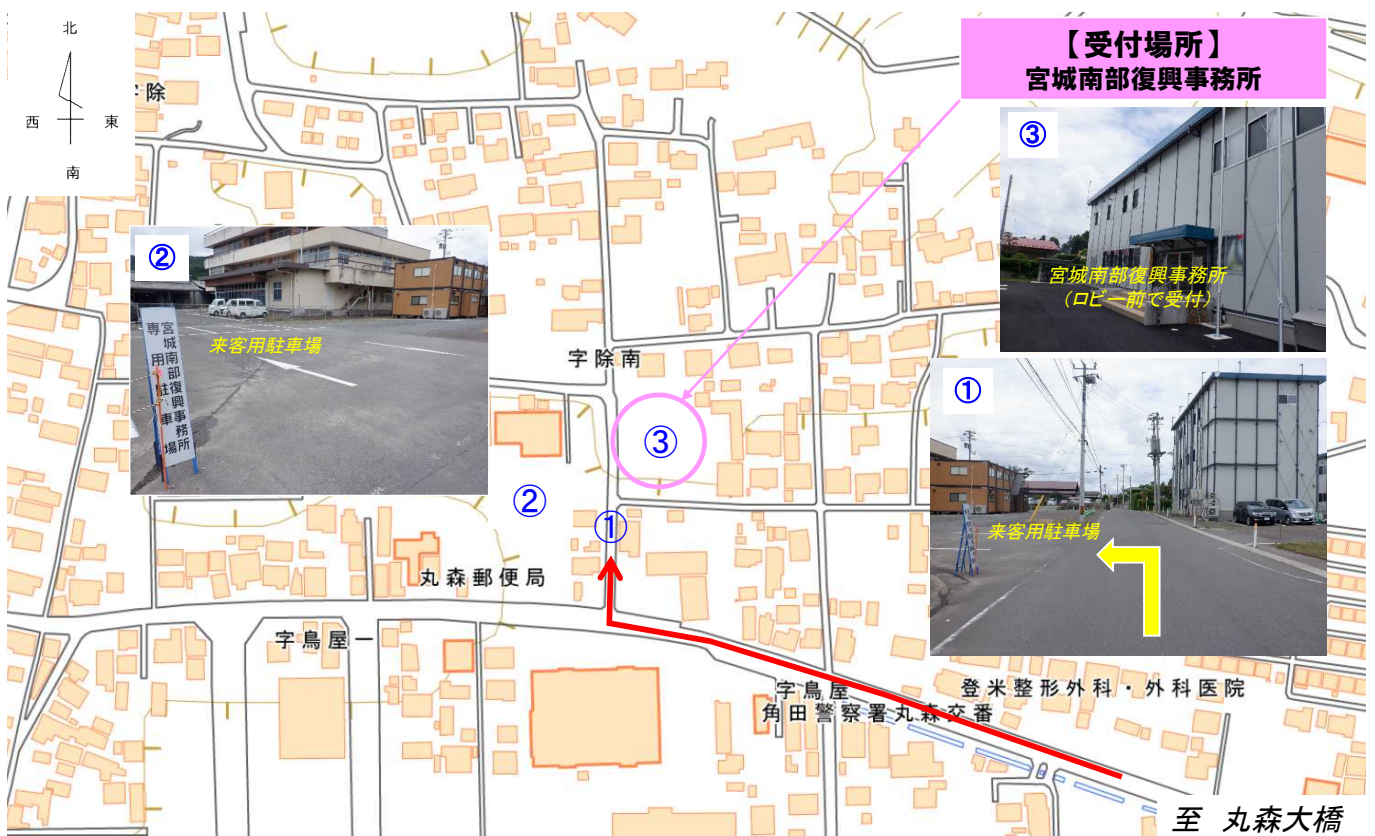 北
西
東
南
【受付場所】
宮城南部復興事務所
字除
③
宮城南部復興事務所
（ロビー前で受付）
②
来客用駐車場
宮城南部復興事務所
専用駐車場
字除南
①
来客用駐車場
③
②
①
丸森郵便局
字鳥屋一
字鳥屋
角田警察署丸森交番
登米整形外科・外科医院
至 丸森大橋